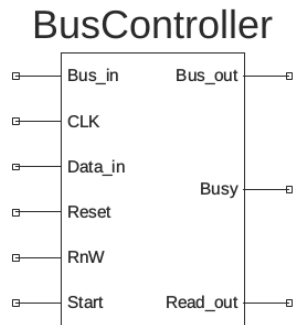 BusController
Bus_in Bus_out
CLK
Data_in
Busy
Reset
RnW
Start Read_out